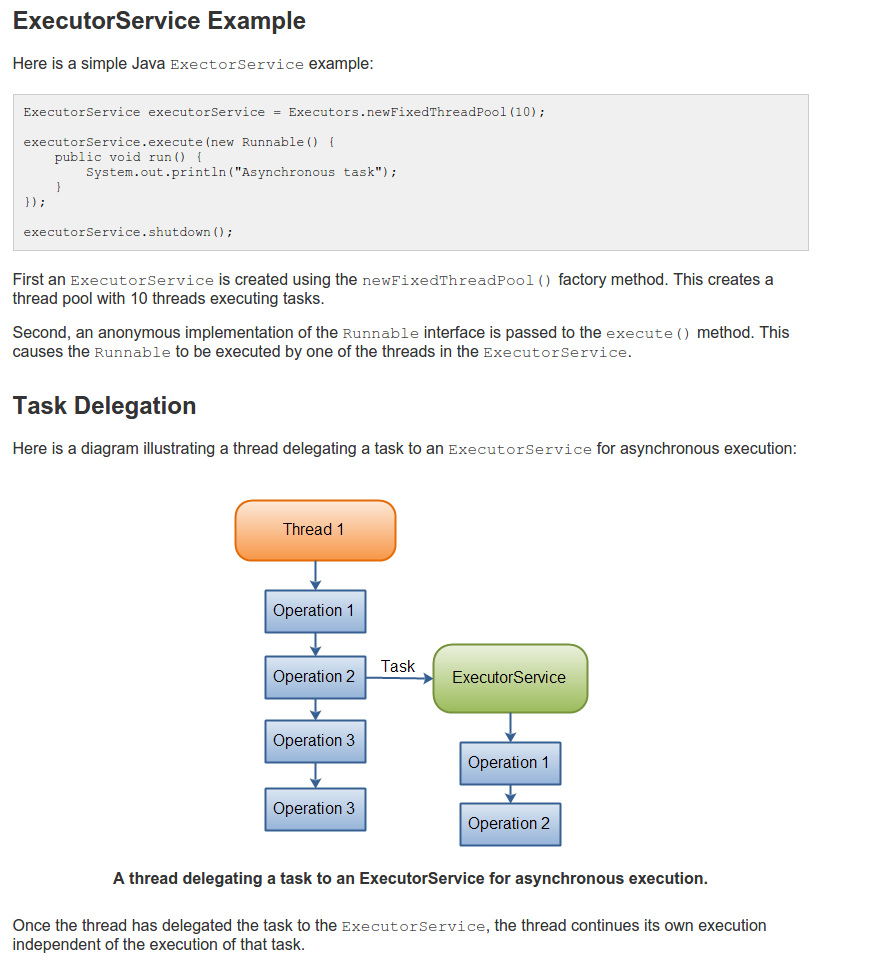 ExecutorService Example
Here is a simple Java ExectorService example:
ExecutorService executorService = Executors.newFixedThreadPool(10);
executorService.execute(new Runnable() {
    public void run() {
        System.out.println("Asynchronous task");
    }
});
executorService.shutdown();
First an ExecutorService is created using the newFixedThreadPool() factory method. This creates a
thread pool with 10 threads executing tasks.
Second, an anonymous implementation of the Runnable interface is passed to the execute() method. This
causes the Runnable to be executed by one of the threads in the ExecutorService.
Task Delegation
Here is a diagram illustrating a thread delegating a task to an ExecutorService for asynchronous execution:
Thread 1
Operation 1
Operation 2
Task
ExecutorService
Operation 3
Operation 3
Operation 1
Operation 2
A thread delegating a task to an ExecutorService for asynchronous execution.
Once the thread has delegated the task to the ExecutorService, the thread continues its own execution
independent of the execution of that task.